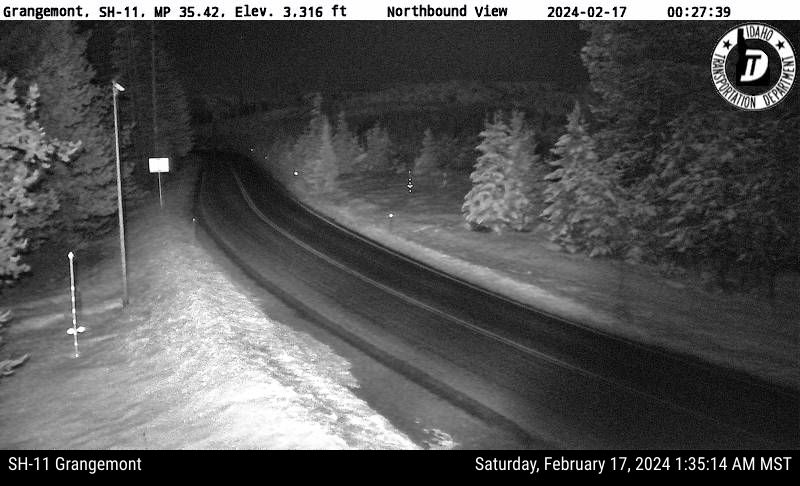 Grangemont, SH-11, MP 35.42, Elev. 3,316 ft Northbound View 2024-02-17 00:27:39
IDAHO
TRANSPORTATION DEPARTMENT
SH-11 Grangemont Saturday, February 17, 2024 1:35:14 AM MST